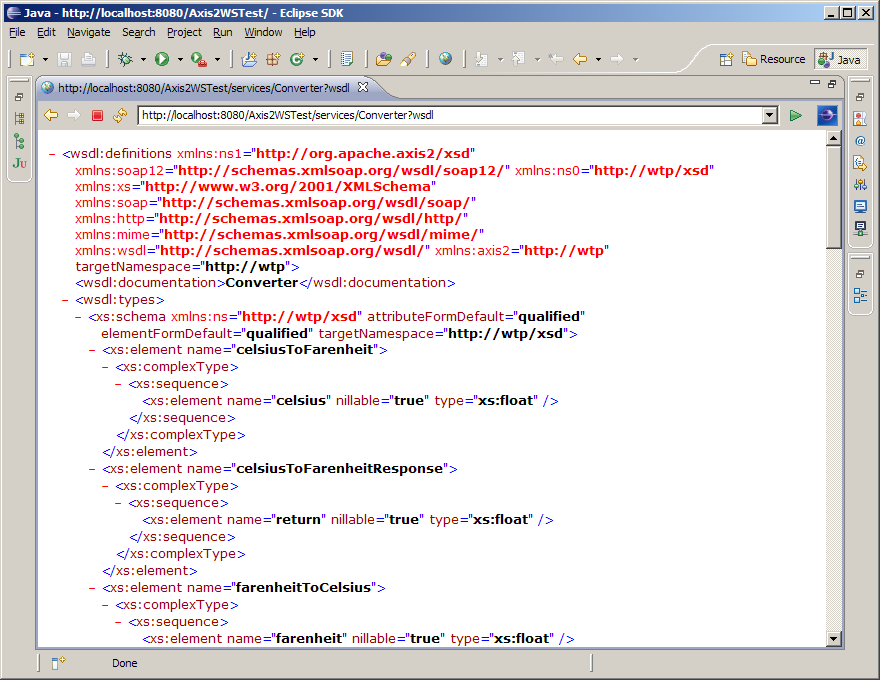 Java - http://localhost:8080/Axis2WSTest/ - Eclipse SDK
File Edit Navigate Search Project Run Window Help
Resource Java
http://localhost:8080/Axis2WSTest/services/Converter?wsdl
http://localhost:8080/Axis2WSTest/services/Converter?wsdl
Ju
- <wsdl:definitions xmlns:ns1="http://org.apache.axis2/xsd"
xmlns:soap12="http://schemas.xmlsoap.org/wsdl/soap12/" xmlns:ns0="http://wtp/xsd"
xmlns:xs="http://www.w3.org/2001/XMLSchema"
xmlns:soap="http://schemas.xmlsoap.org/wsdl/soap/"
xmlns:http="http://schemas.xmlsoap.org/wsdl/http/"
xmlns:mime="http://schemas.xmlsoap.org/wsdl/mime/"
xmlns:wsdl="http://schemas.xmlsoap.org/wsdl/" xmlns:axis2="http://wtp"
targetNamespace="http://wtp">
<wsdl:documentation>Converter</wsdl:documentation>
- <wsdl:types>
- <xs:schema xmlns:ns="http://wtp/xsd" attributeFormDefault="qualified"
elementFormDefault="qualified" targetNamespace="http://wtp/xsd">
- <xs:element name="celsiusToFarenheit">
- <xs:complexType>
- <xs:sequence>
<xs:element name="celsius" nillable="true" type="xs:float" />
</xs:sequence>
</xs:complexType>
</xs:element>
- <xs:element name="celsiusToFarenheitResponse">
- <xs:complexType>
- <xs:sequence>
<xs:element name="return" nillable="true" type="xs:float" />
</xs:sequence>
</xs:complexType>
</xs:element>
- <xs:element name="farenheitToCelsius">
- <xs:complexType>
- <xs:sequence>
<xs:element name="farenheit" nillable="true" type="xs:float" />
Done